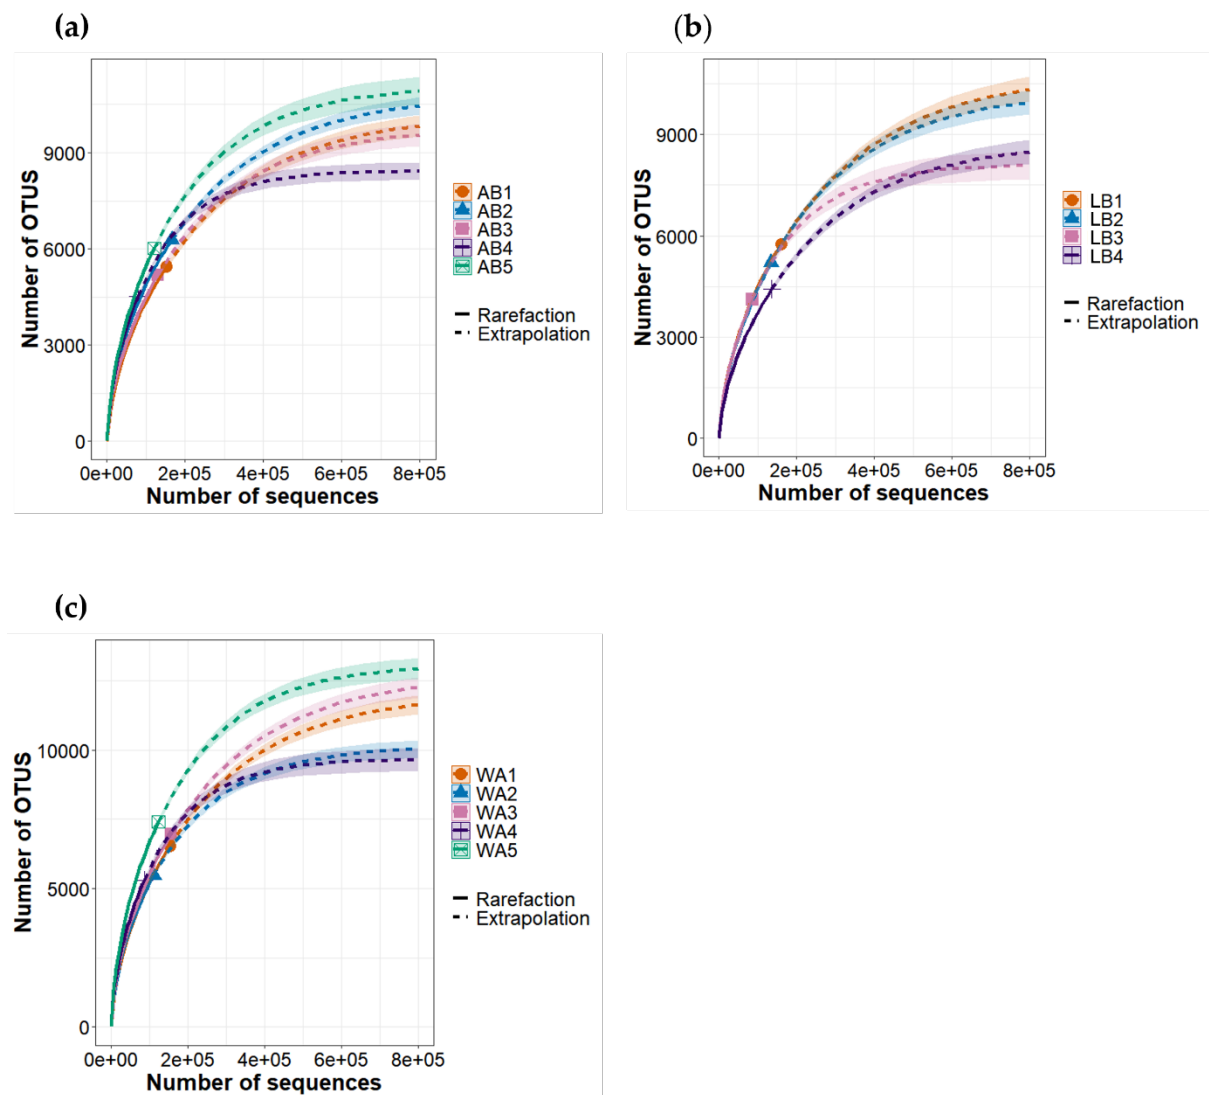 (a)
Number of OTUS
9000
6000
3000
0
0e+00 2e+05 4e+05 6e+05 8e+05
Number of sequences
AB1
AB2
AB3
AB4
AB5
Rarefaction
Extrapolation
(b)
Number of OTUS
9000
6000
3000
0
0e+00 2e+05 4e+05 6e+05 8e+05
Number of sequences
LB1
LB2
LB3
LB4
Rarefaction
Extrapolation
(c)
Number of OTUS
10000
5000
0
0e+00 2e+05 4e+05 6e+05 8e+05
Number of sequences
WA1
WA2
WA3
WA4
WA5
Rarefaction
Extrapolation